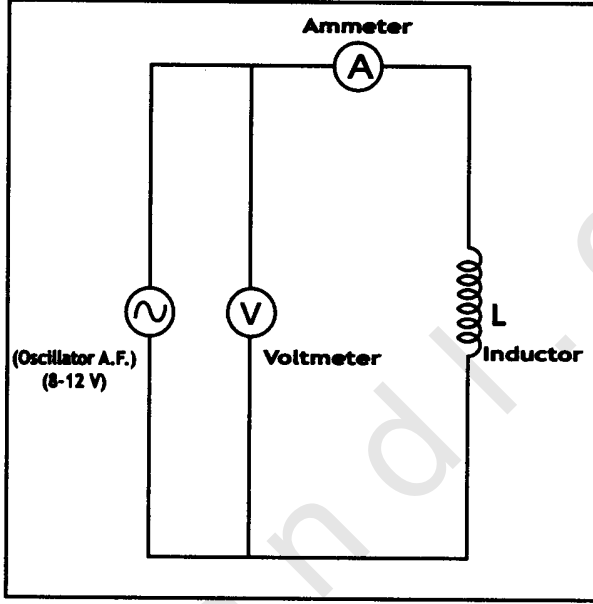 Ammeter
A
V
(Oscillator A.F.)
(8-12 V)
Voltmeter
L
Inductor